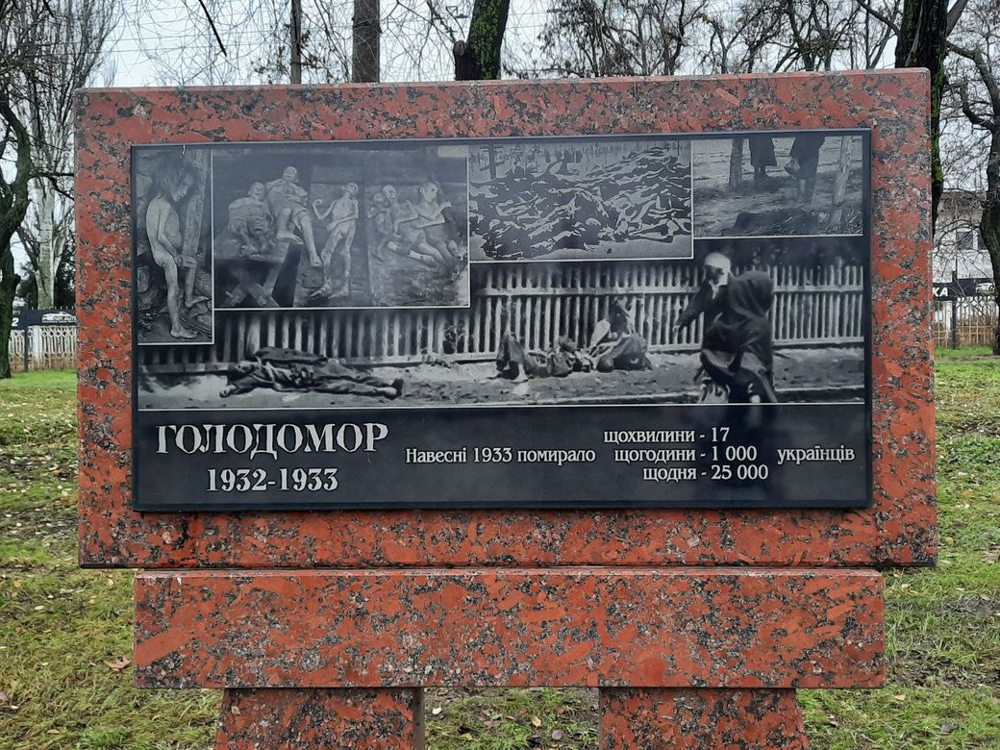 ГОЛОДОМОР
1932-1933
Навесні 1933 помирало
щохвилини - 17
щогодини - 1 000
щодня - 25 000
українців